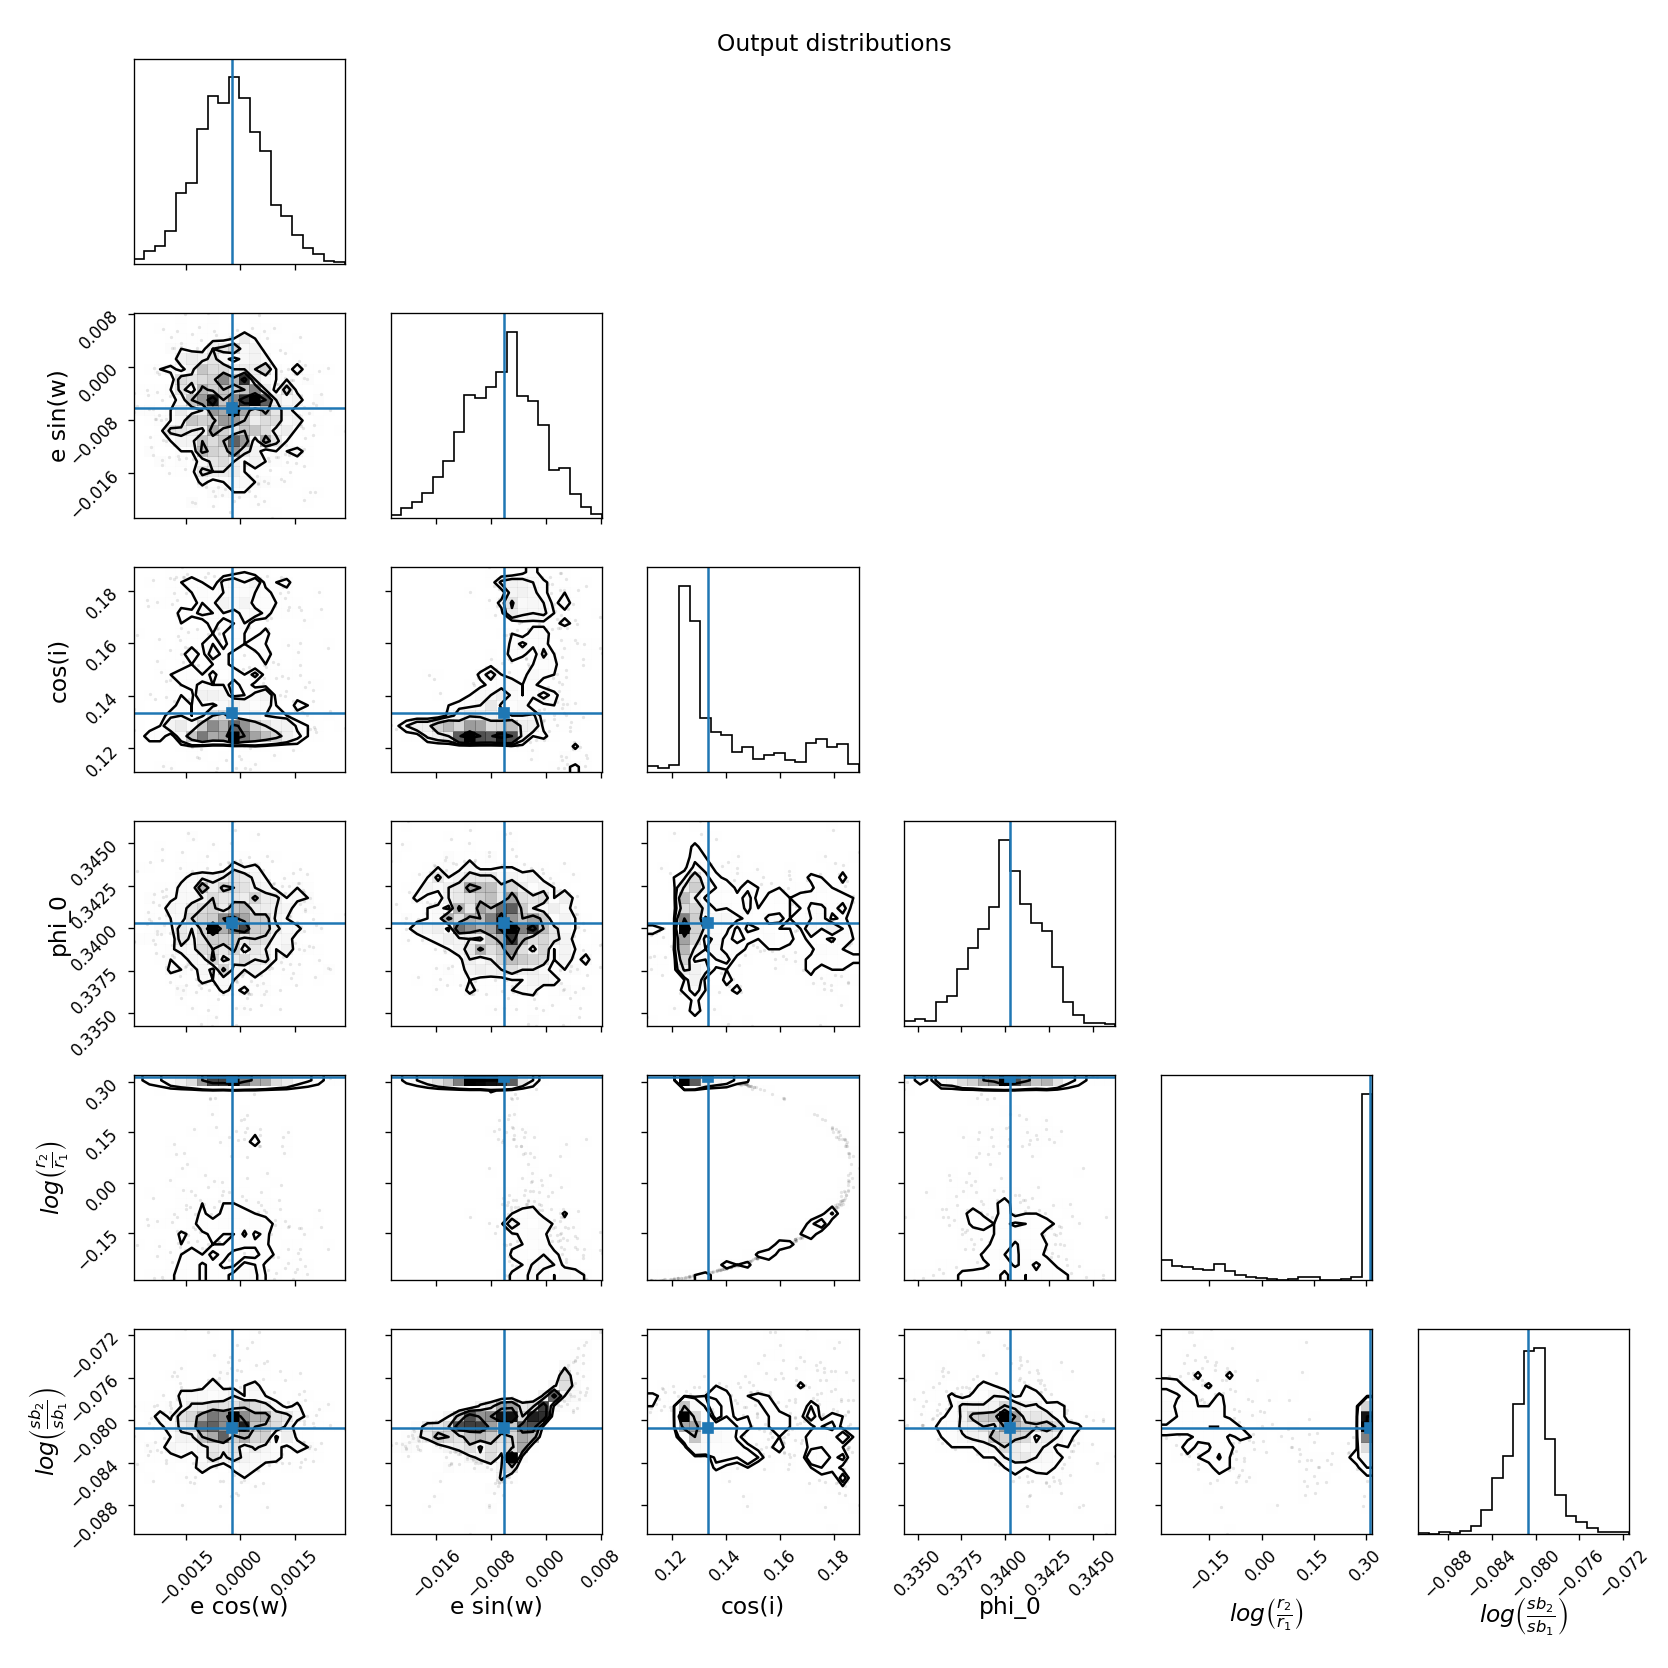 Output distributions
0.008
0.000
−0.008
−0.016
e sin(w)
0.18
0.16
0.14
0.12
cos(i)
0.3450
0.3425
0.3400
0.3375
0.3350
phi_0
0.30
0.15
0.00
−0.15
log(r2/r1)
−0.072
−0.076
−0.080
−0.084
−0.088
log(sb2/sb1)
−0.0015 0.0000 0.0015
−0.016 −0.008 0.000 0.008
0.12 0.14 0.16 0.18
0.3350 0.3375 0.3400 0.3425 0.3450
−0.15 0.00 0.15 0.30
−0.088 −0.084 −0.080 −0.076 −0.072
e cos(w) e sin(w) cos(i) phi_0 log(r2/r1) log(sb2/sb1)